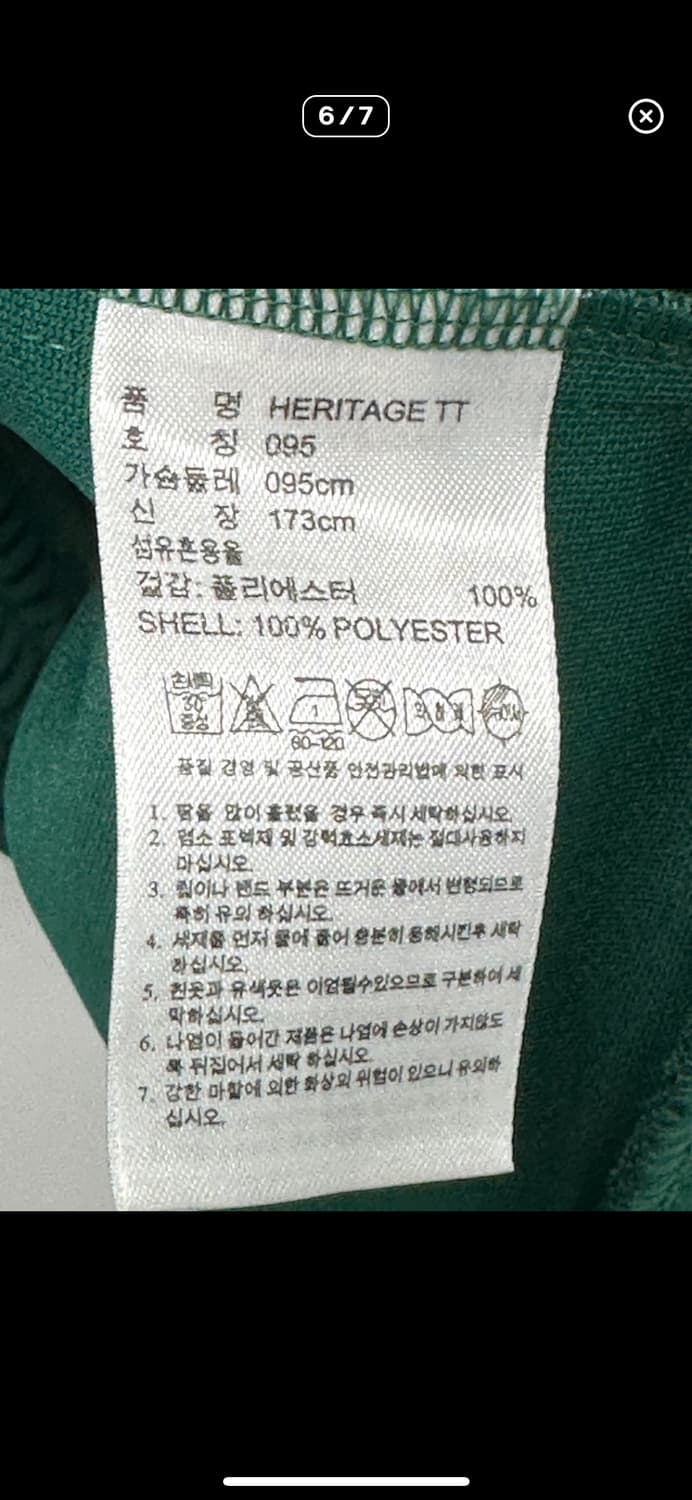 6/7
품 명 HERITAGE TT
호 칭 095
가슴둘레 095cm
신 장 173cm
섬유혼용율
겉감: 폴리에스터 100%
SHELL: 100% POLYESTER
손세탁
30
중성
1
80-120
품질 경영 및 공산품 안전관리법에 의한 표시
1. 땀을 많이 흘렸을 경우 즉시 세탁하십시오.
2. 염소 표백제 및 강력효소세제는 절대사용하지
마십시오.
3. 립이나 밴드 부분은 뜨거운 물에서 변형되므로
특히 유의 하십시오.
4. 세제를 먼저 물에 풀어 충분히 용해시킨후 세탁
하십시오.
5. 흰옷과 유색옷은 이염될수있으므로 구분하여 세
탁하십시오.
6. 나염이 들어간 제품은 나염에 손상이 가지않도
록 뒤집어서 세탁 하십시오.
7. 강한 마찰에 의한 화상의 위험이 있으니 유의하
십시오.